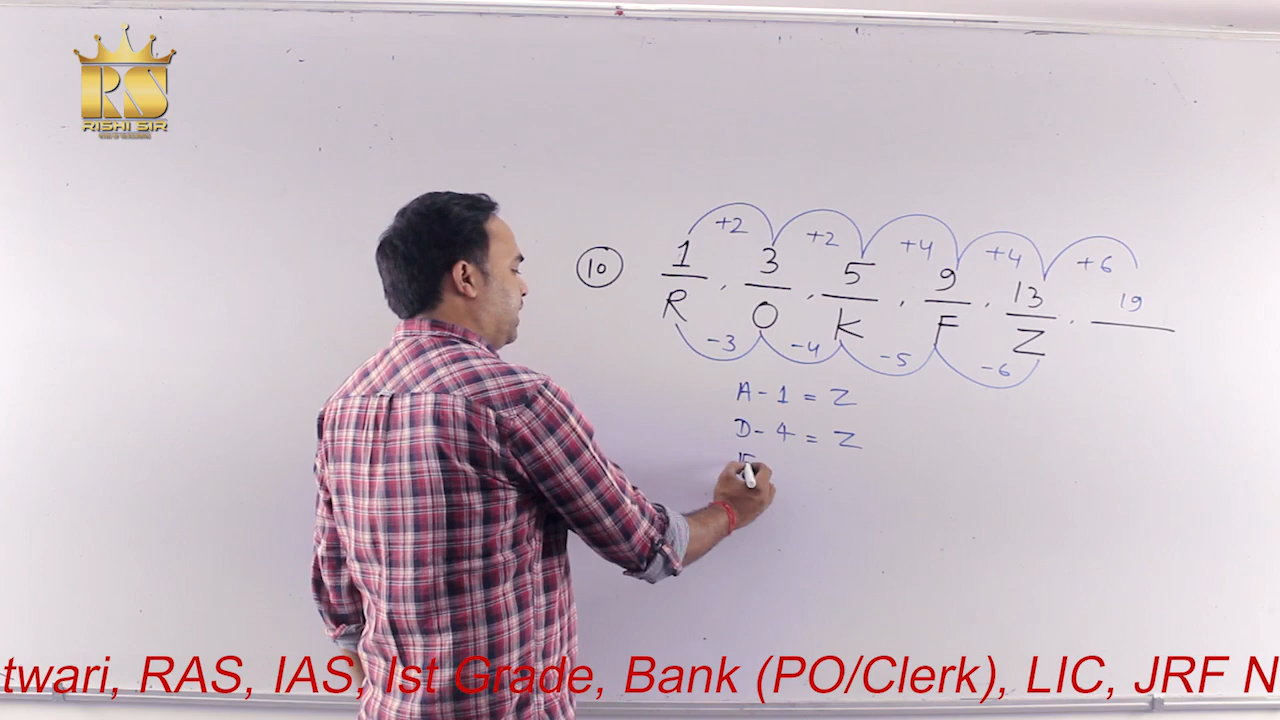 RS
RISHI SIR
+2 +2 +4 +4 +6
10 1/R , 3/O , 5/K , 9/F , 13/Z , 19/
-3 -4 -5 -6
A - 1 = Z
D - 4 = Z
twari, RAS, IAS, Ist Grade, Bank (PO/Clerk), LIC, JRF N